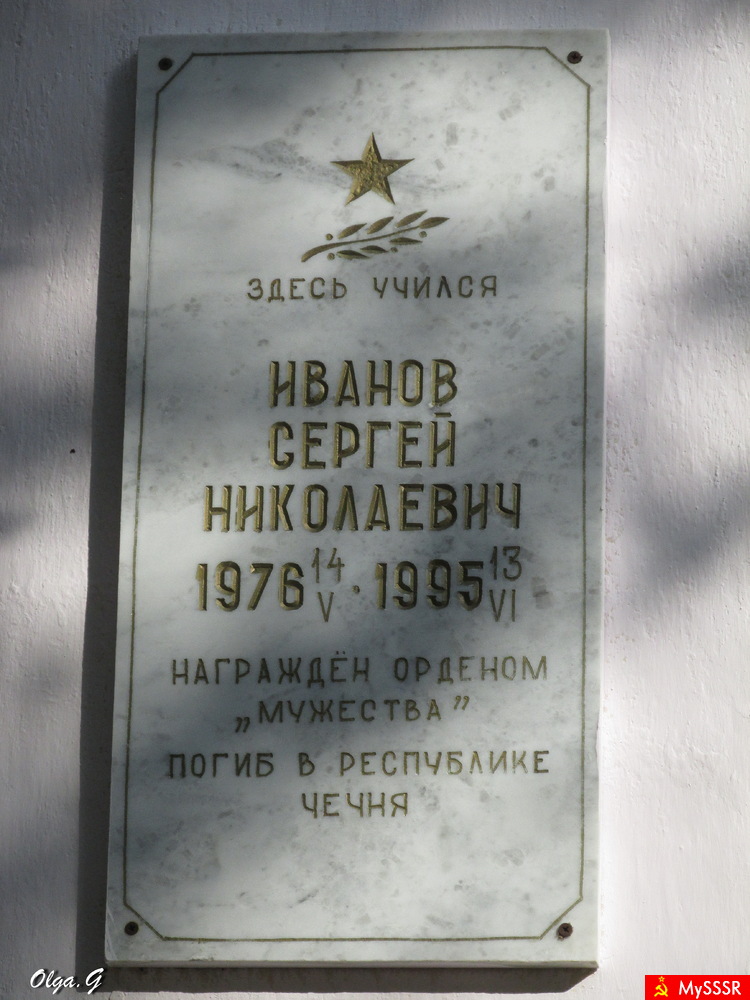 ЗДЕСЬ УЧИЛСЯ
ИВАНОВ
СЕРГЕЙ
НИКОЛАЕВИЧ
1976 14 V · 1995 13 VI
НАГРАЖДЁН ОРДЕНОМ
„МУЖЕСТВА”
ПОГИБ В РЕСПУБЛИКЕ
ЧЕЧНЯ
Olga.G
MySSSR